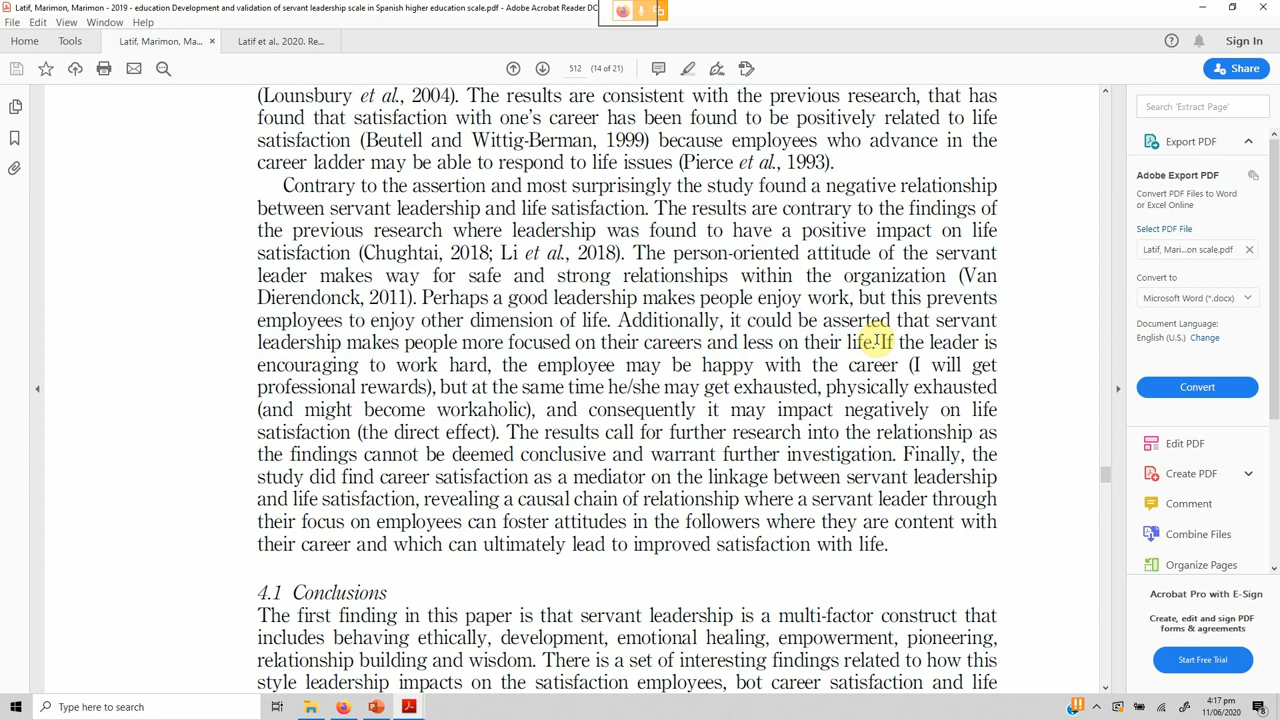 Latif, Marimon, Marimon - 2019 - education Development and validation of servant leadership scale in Spanish higher education scale.pdf - Adobe Acrobat Reader DC
File Edit View Window Help
Home Tools Latif, Marimon, Ma... × Latif et al., 2020. Re... Sign In
512 (14 of 21) Share
(Lounsbury et al., 2004). The results are consistent with the previous research, that has
found that satisfaction with one's career has been found to be positively related to life
satisfaction (Beutell and Wittig-Berman, 1999) because employees who advance in the
career ladder may be able to respond to life issues (Pierce et al., 1993).
Contrary to the assertion and most surprisingly the study found a negative relationship
between servant leadership and life satisfaction. The results are contrary to the findings of
the previous research where leadership was found to have a positive impact on life
satisfaction (Chughtai, 2018; Li et al., 2018). The person-oriented attitude of the servant
leader makes way for safe and strong relationships within the organization (Van
Dierendonck, 2011). Perhaps a good leadership makes people enjoy work, but this prevents
employees to enjoy other dimension of life. Additionally, it could be asserted that servant
leadership makes people more focused on their careers and less on their life. If the leader is
encouraging to work hard, the employee may be happy with the career (I will get
professional rewards), but at the same time he/she may get exhausted, physically exhausted
(and might become workaholic), and consequently it may impact negatively on life
satisfaction (the direct effect). The results call for further research into the relationship as
the findings cannot be deemed conclusive and warrant further investigation. Finally, the
study did find career satisfaction as a mediator on the linkage between servant leadership
and life satisfaction, revealing a causal chain of relationship where a servant leader through
their focus on employees can foster attitudes in the followers where they are content with
their career and which can ultimately lead to improved satisfaction with life.
4.1 Conclusions
The first finding in this paper is that servant leadership is a multi-factor construct that
includes behaving ethically, development, emotional healing, empowerment, pioneering,
relationship building and wisdom. There is a set of interesting findings related to how this
style leadership impacts on the satisfaction employees, bot career satisfaction and life
Search 'Extract Page'
Export PDF
Adobe Export PDF
Convert PDF Files to Word
or Excel Online
Select PDF File
Latif, Mari...on scale.pdf
Convert to
Microsoft Word (*.docx)
Document Language:
English (U.S.) Change
Convert
Edit PDF
Create PDF
Comment
Combine Files
Organize Pages
Acrobat Pro with E-Sign
Create, edit and sign PDF
forms & agreements
Start Free Trial
Type here to search
4:17 pm
11/06/2020
8